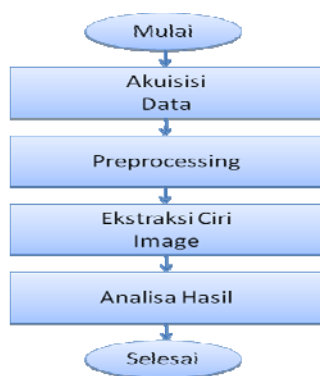 Mulai
Akuisisi
Data
Preprocessing
Ekstraksi Ciri
Image
Analisa Hasil
Selesai